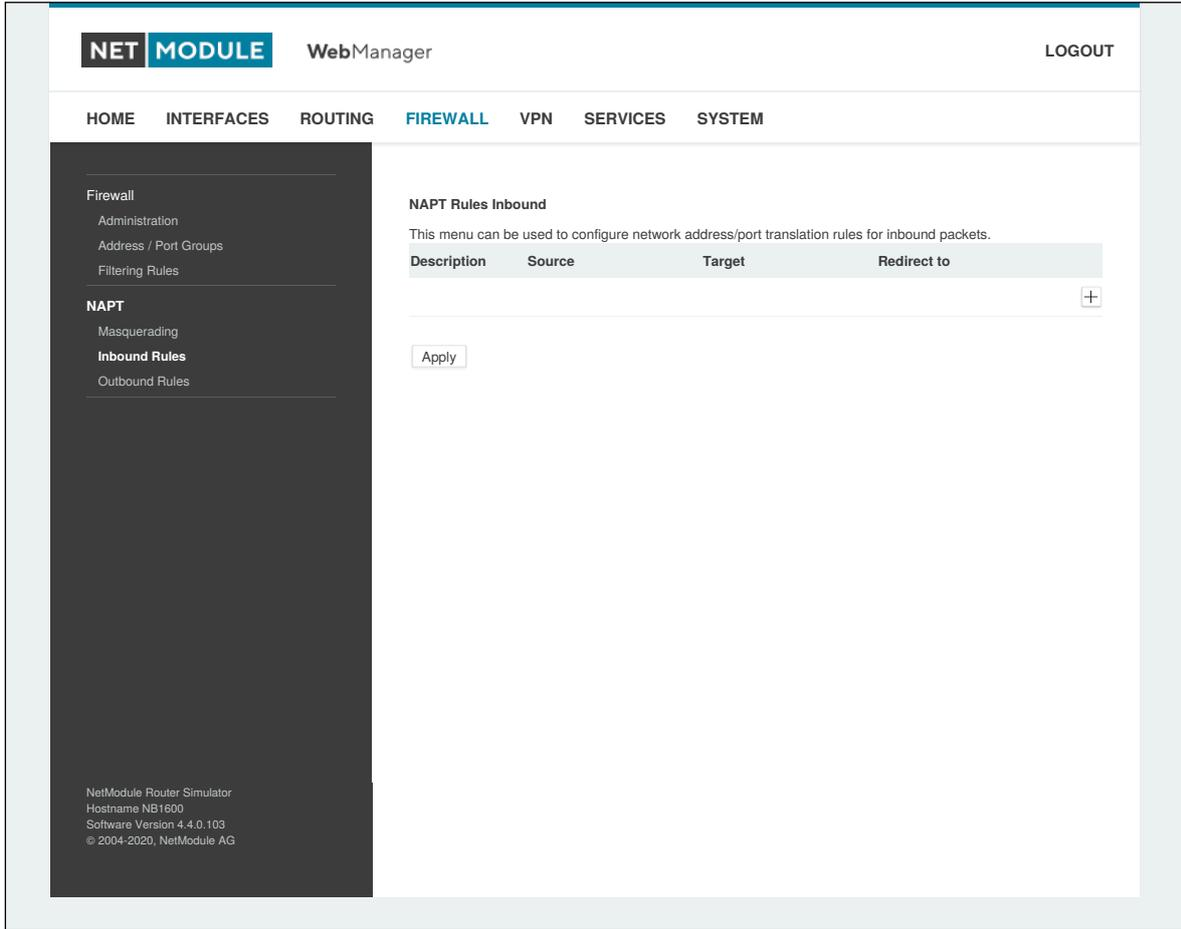 NET MODULE WebManager LOGOUT
HOME INTERFACES ROUTING FIREWALL VPN SERVICES SYSTEM
Firewall
Administration
Address / Port Groups
Filtering Rules
NAPT
Masquerading
Inbound Rules
Outbound Rules
NAPT Rules Inbound
This menu can be used to configure network address/port translation rules for inbound packets.
Description Source Target Redirect to
Apply
NetModule Router Simulator
Hostname NB1600
Software Version 4.4.0.103
© 2004-2020, NetModule AG